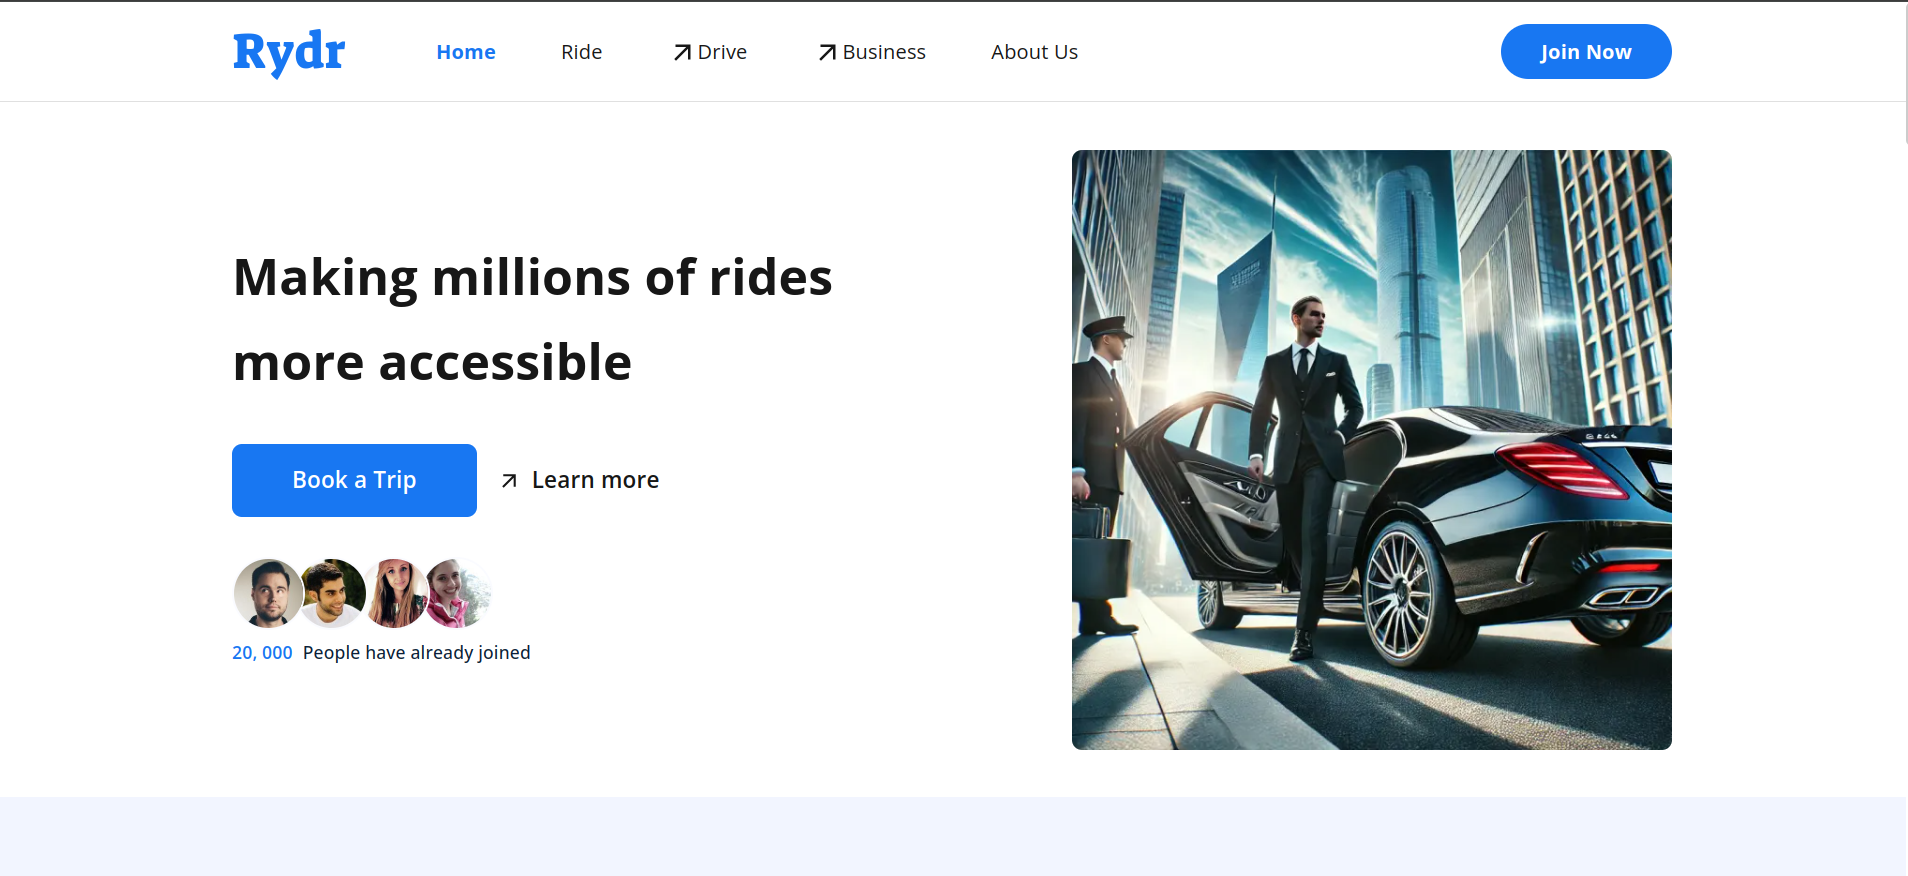 Rydr Home Ride Drive Business About Us Join Now
Making millions of rides
more accessible
Book a Trip Learn more
20, 000 People have already joined